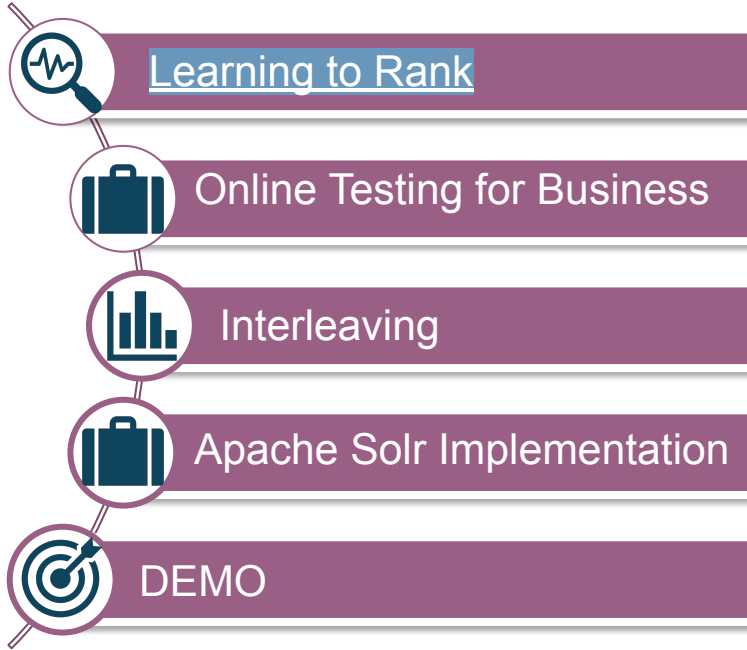 Learning to Rank
Online Testing for Business
Interleaving
Apache Solr Implementation
DEMO